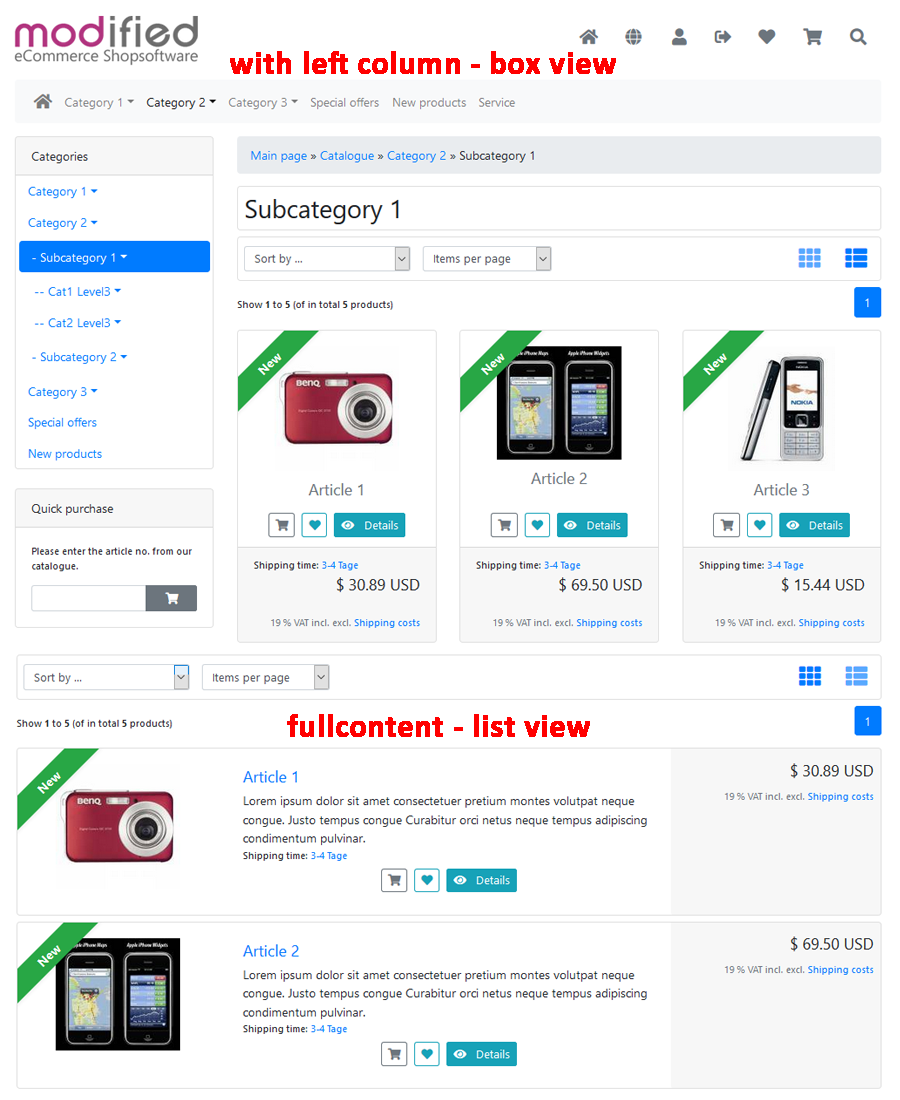 modified
eCommerce Shopsoftware
with left column - box view
Category 1 Category 2 Category 3 Special offers New products Service
Categories
Category 1
Category 2
- Subcategory 1
-- Cat1 Level3
-- Cat2 Level3
- Subcategory 2
Category 3
Special offers
New products
Quick purchase
Please enter the article no. from our
catalogue.
Main page » Catalogue » Category 2 » Subcategory 1
Subcategory 1
Sort by ... Items per page
Show 1 to 5 (of in total 5 products) 1
New
BENQ
Article 1
Details
Shipping time: 3-4 Tage
$ 30.89 USD
19 % VAT incl. excl. Shipping costs
New
Apple iPhone Maps Apple iPhone Widgets
Article 2
Details
Shipping time: 3-4 Tage
$ 69.50 USD
19 % VAT incl. excl. Shipping costs
New
NOKIA
Article 3
Details
Shipping time: 3-4 Tage
$ 15.44 USD
19 % VAT incl. excl. Shipping costs
Sort by ... Items per page
Show 1 to 5 (of in total 5 products) 1
fullcontent - list view
New
BENQ
Article 1
Lorem ipsum dolor sit amet consectetuer pretium montes volutpat neque
congue. Justo tempus congue Curabitur orci netus neque tempus adipiscing
condimentum pulvinar.
Shipping time: 3-4 Tage
Details
$ 30.89 USD
19 % VAT incl. excl. Shipping costs
New
Apple iPhone Maps Apple iPhone Widgets
Article 2
Lorem ipsum dolor sit amet consectetuer pretium montes volutpat neque
congue. Justo tempus congue Curabitur orci netus neque tempus adipiscing
condimentum pulvinar.
Shipping time: 3-4 Tage
Details
$ 69.50 USD
19 % VAT incl. excl. Shipping costs